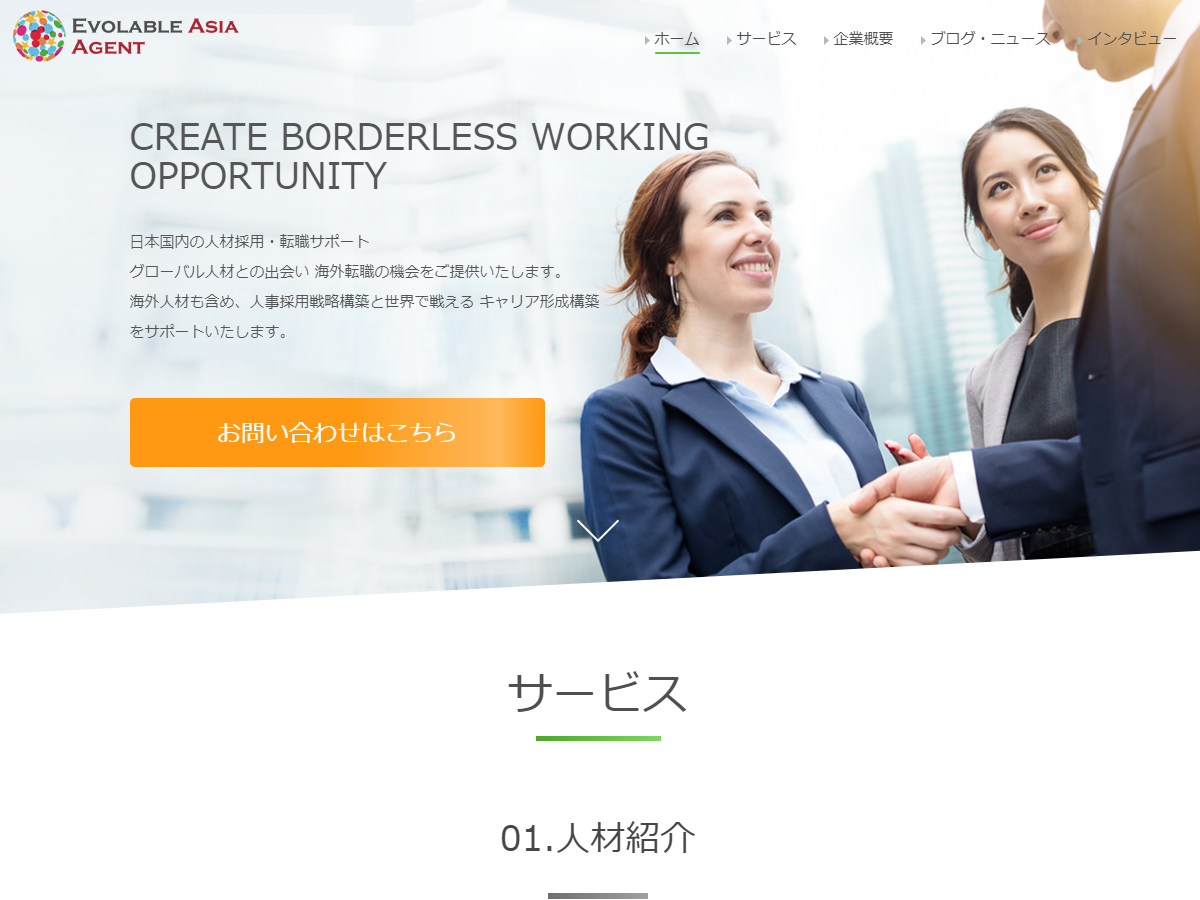 EVOLABLE ASIA
AGENT
ホーム
サービス
企業概要
ブログ・ニュース
インタビュー
CREATE BORDERLESS WORKING
OPPORTUNITY
日本国内の人材採用・転職サポート
グローバル人材との出会い 海外転職の機会をご提供いたします。
海外人材も含め、人事採用戦略構築と世界で戦える キャリア形成構築
をサポートいたします。
お問い合わせはこちら
サービス
01.人材紹介